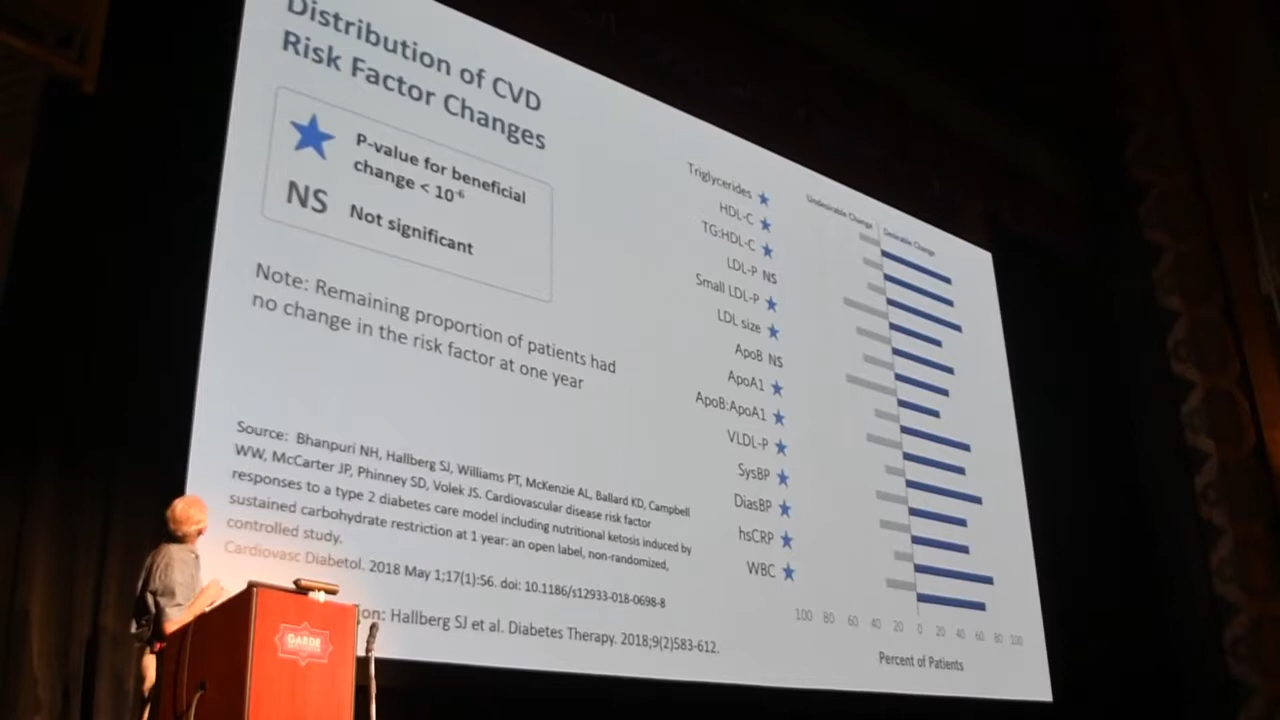 Distribution of CVD
Risk Factor Changes
P-value for beneficial
change < 10⁻⁶
NS Not significant
Note: Remaining proportion of patients had
no change in the risk factor at one year
Source: Bhanpuri NH, Hallberg SJ, Williams PT, McKenzie AL, Ballard KD, Campbell
WW, McCarter JP, Phinney SD, Volek JS. Cardiovascular disease risk factor
responses to a type 2 diabetes care model including nutritional ketosis induced by
sustained carbohydrate restriction at 1 year: an open label, non-randomized,
controlled study.
Cardiovasc Diabetol. 2018 May 1;17(1):56. doi: 10.1186/s12933-018-0698-8
on: Hallberg SJ et al. Diabetes Therapy. 2018;9(2)583-612.
Undesirable Change Desirable Change
Triglycerides
HDL-C
TG:HDL-C
LDL-P NS
Small LDL-P
LDL size
ApoB NS
ApoA1
ApoB:ApoA1
VLDL-P
SysBP
DiasBP
hsCRP
WBC
100 80 60 40 20 0 20 40 60 80 100
Percent of Patients
GARDE